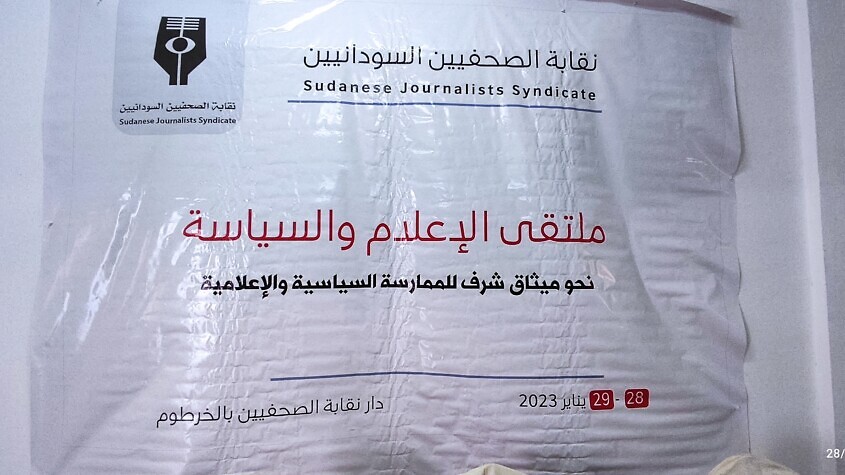 نقابة الصحفيين السودانيين
Sudanese Journalists Syndicate
نقابة الصحفيين السودانيين
Sudanese Journalists Syndicate
ملتقى الإعلام والسياسة
نحو ميثاق شرف للممارسة السياسية والإعلامية
28 - 29 يناير 2023
دار نقابة الصحفيين بالخرطوم
28/